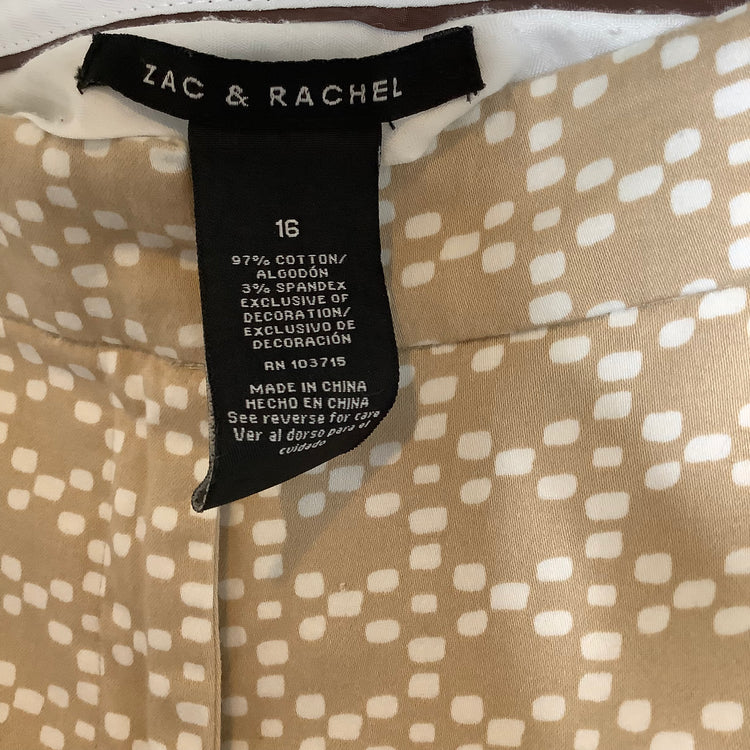 ZAC & RACHEL
16
97% COTTON/
ALGODÓN
3% SPANDEX
EXCLUSIVE OF
DECORATION/
EXCLUSIVO DE
DECORACIÓN
RN 103715
MADE IN CHINA
HECHO EN CHINA
See reverse for care
Ver al dorso para el
cuidado